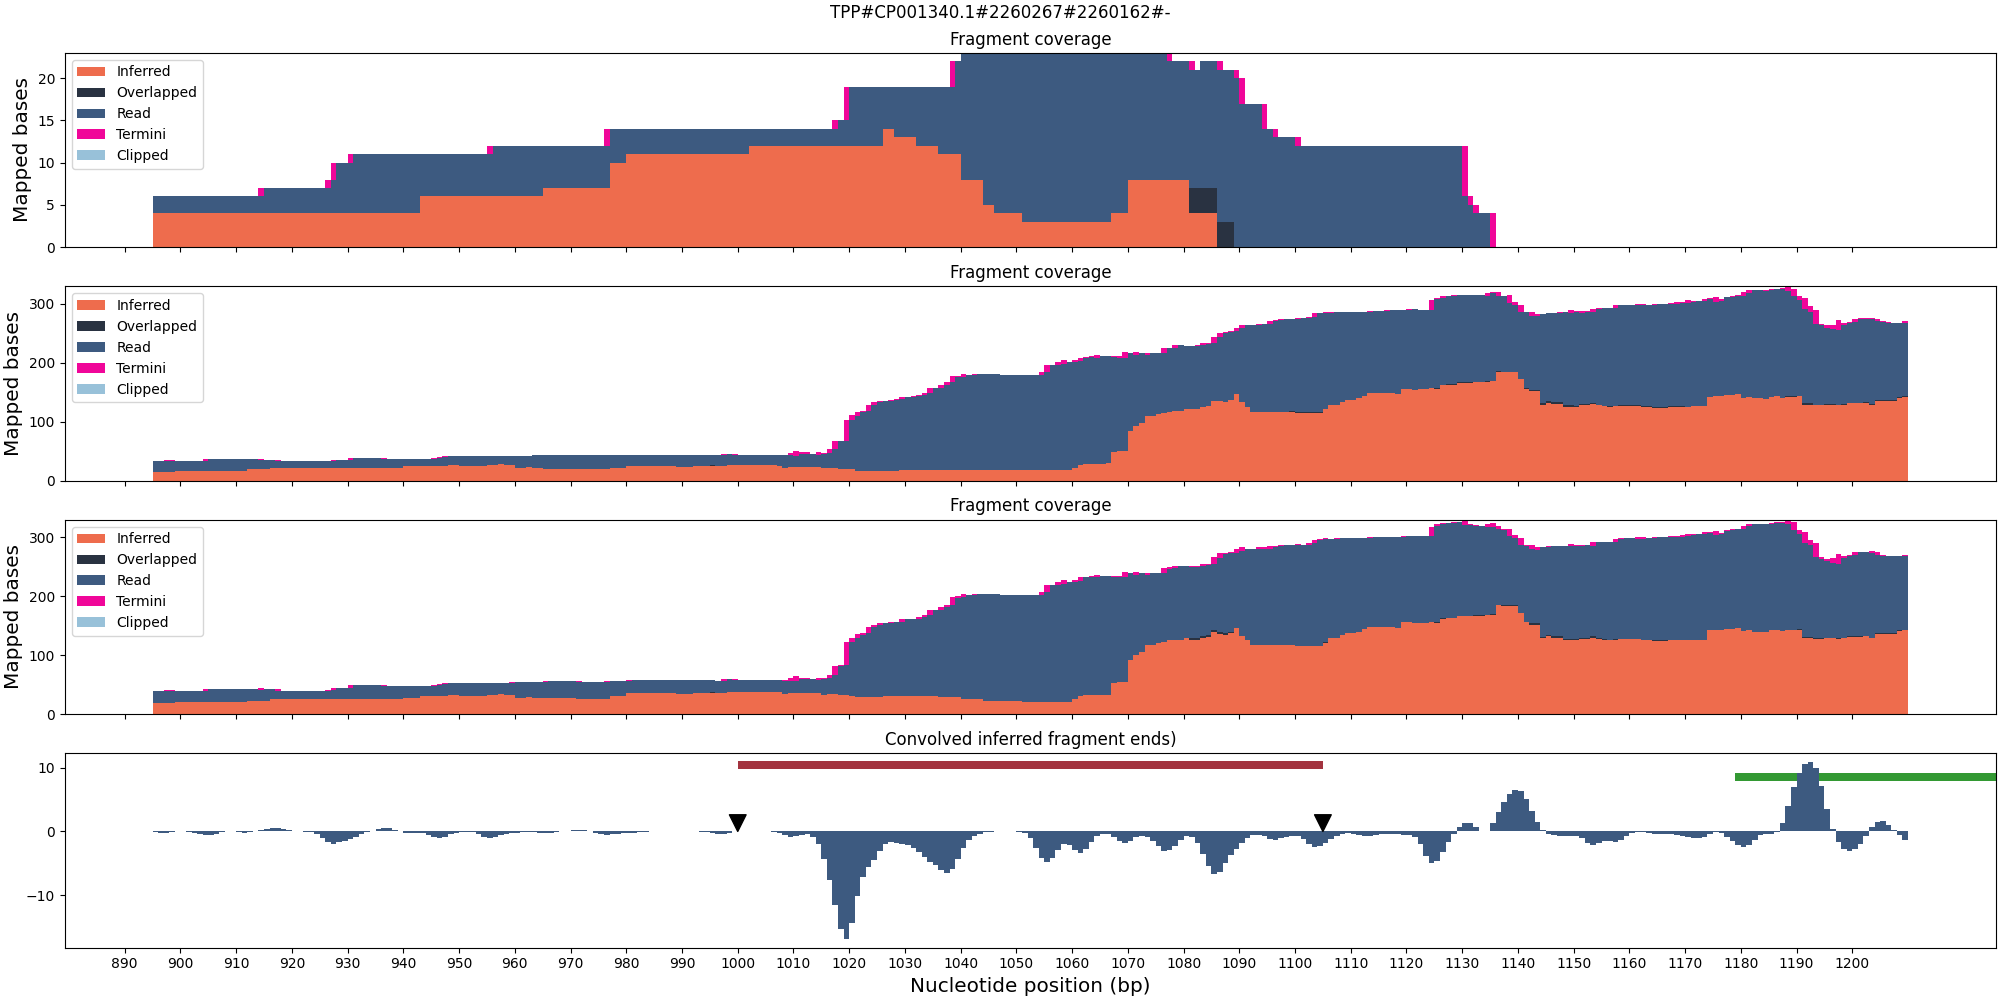 TPP#CP001340.1#2260267#2260162#-
Fragment coverage
Mapped bases
20
15
10
5
0
Inferred
Overlapped
Read
Termini
Clipped
Fragment coverage
Mapped bases
300
200
100
0
Inferred
Overlapped
Read
Termini
Clipped
Fragment coverage
Mapped bases
300
200
100
0
Inferred
Overlapped
Read
Termini
Clipped
Convolved inferred fragment ends)
10
0
−10
890 900 910 920 930 940 950 960 970 980 990 1000 1010 1020 1030 1040 1050 1060 1070 1080 1090 1100 1110 1120 1130 1140 1150 1160 1170 1180 1190 1200
Nucleotide position (bp)